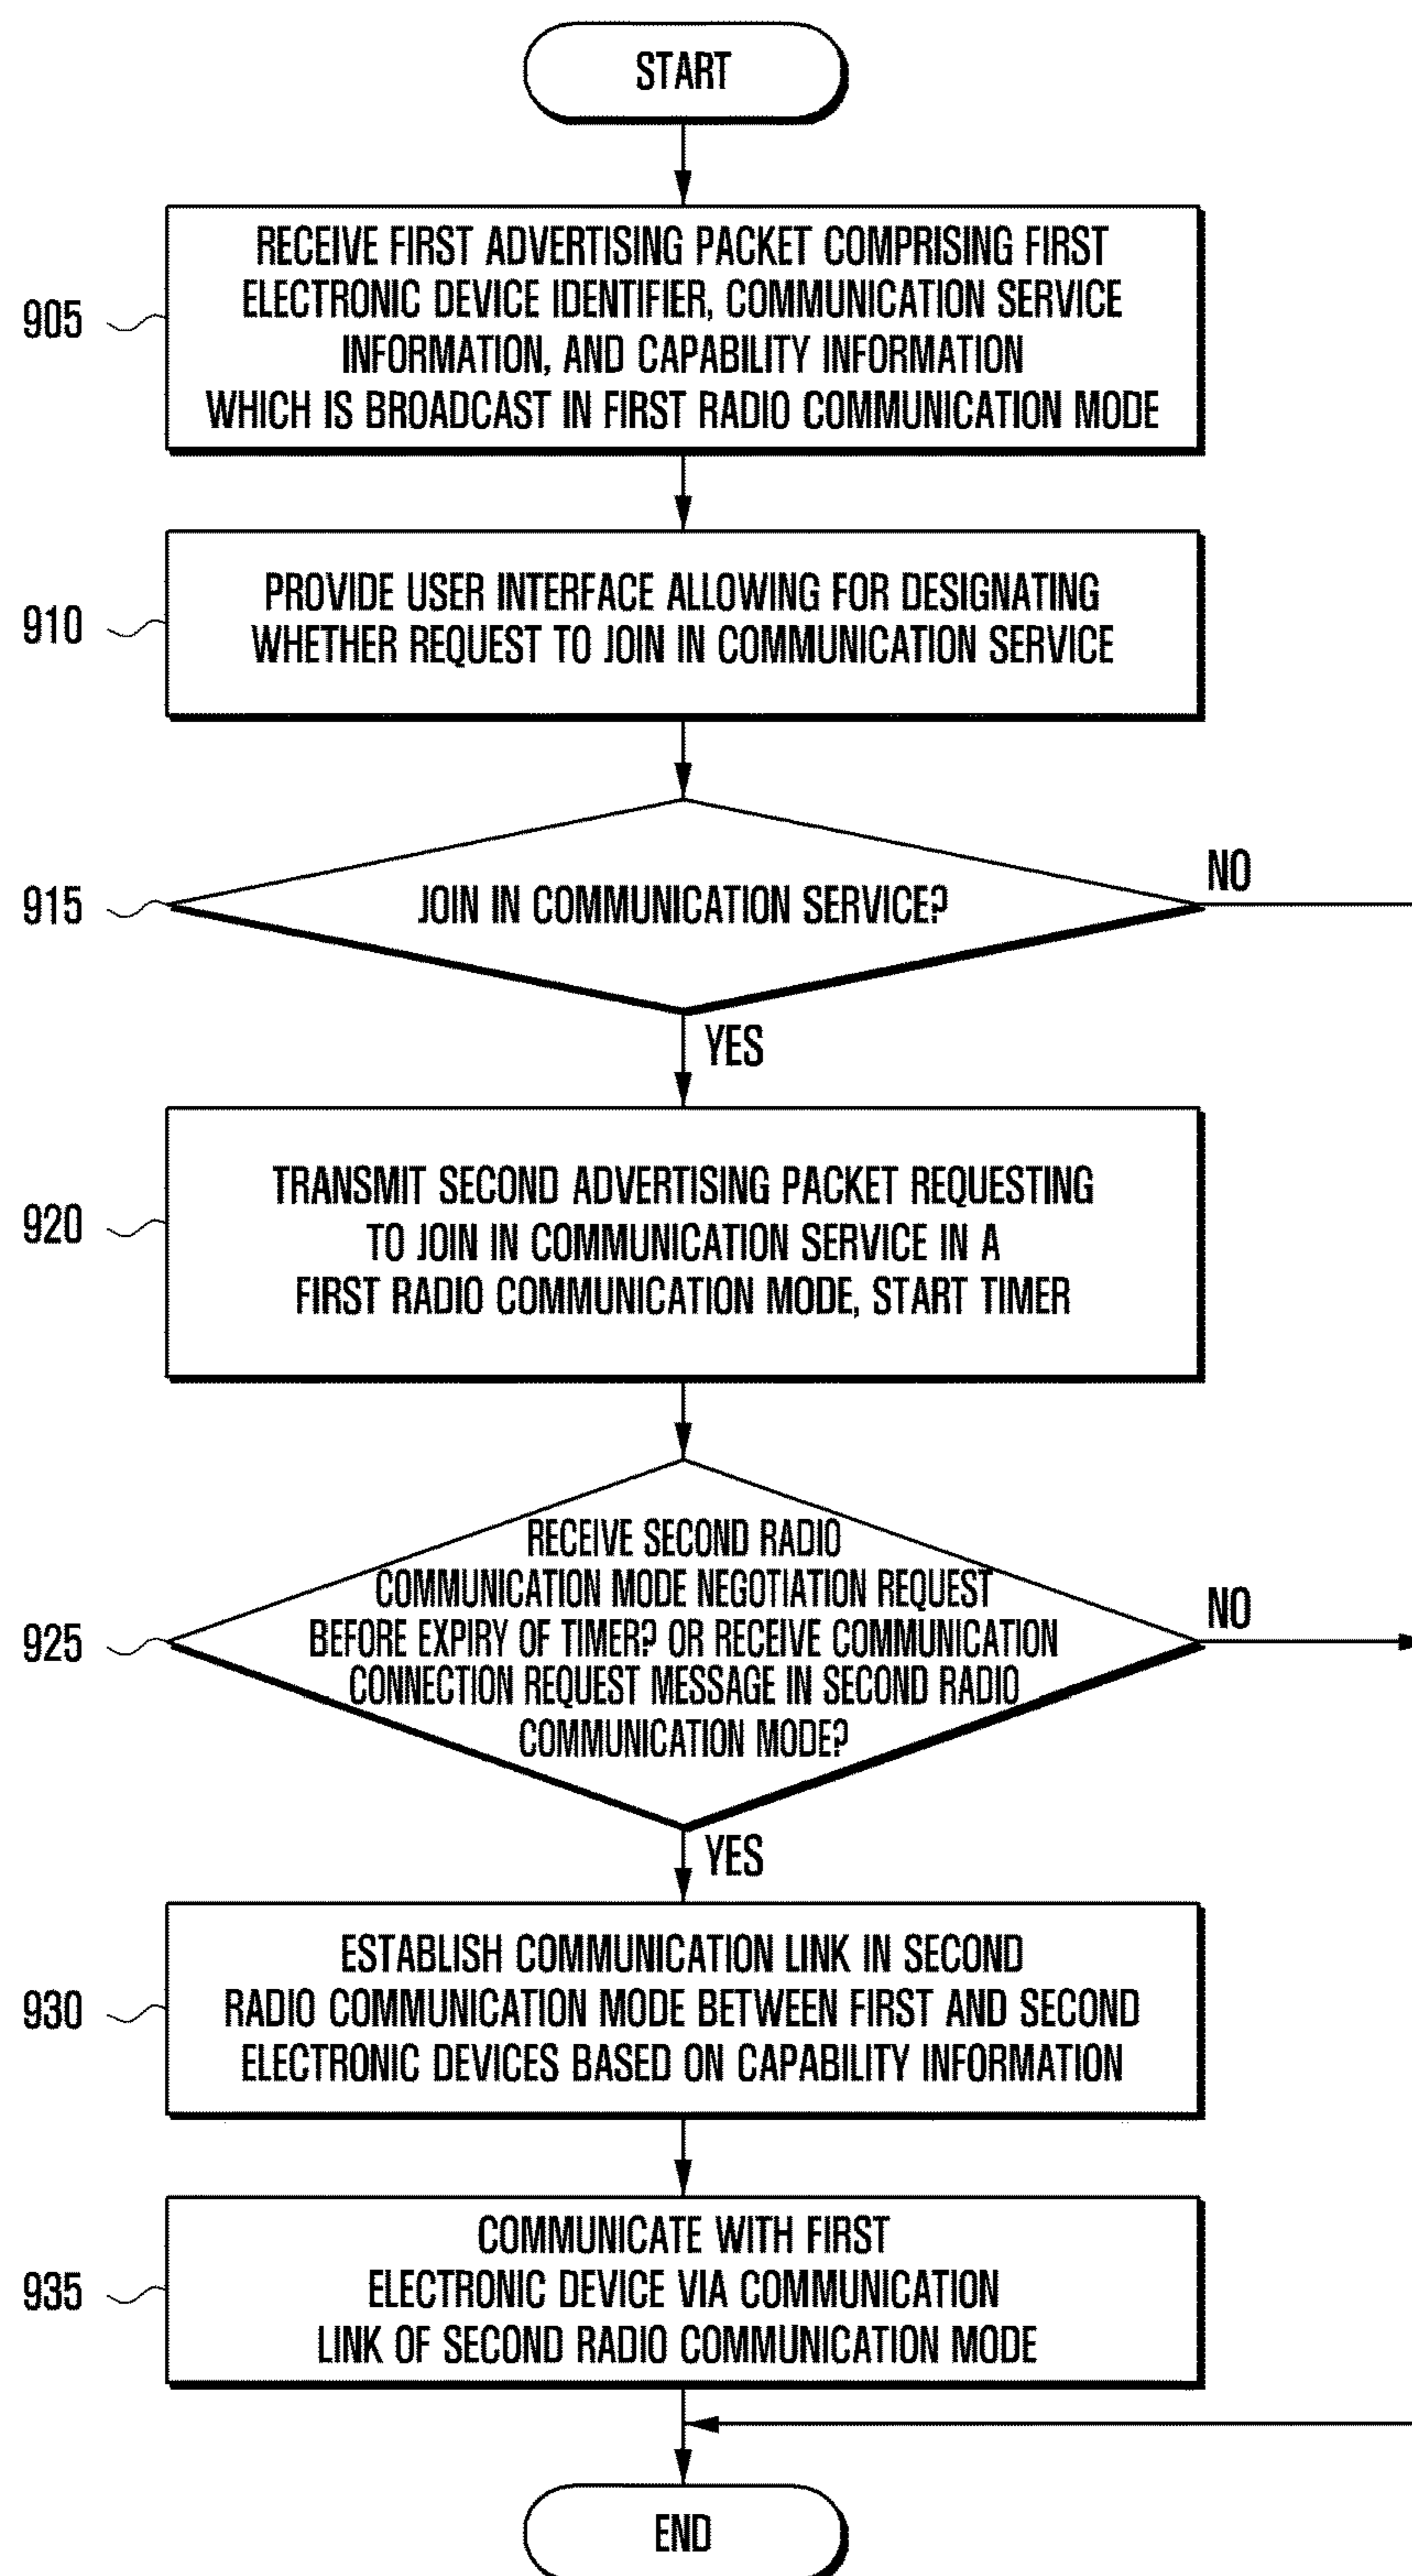 START
905
RECEIVE FIRST ADVERTISING PACKET COMPRISING FIRST
ELECTRONIC DEVICE IDENTIFIER, COMMUNICATION SERVICE
INFORMATION, AND CAPABILITY INFORMATION
WHICH IS BROADCAST IN FIRST RADIO COMMUNICATION MODE
910
PROVIDE USER INTERFACE ALLOWING FOR DESIGNATING
WHETHER REQUEST TO JOIN IN COMMUNICATION SERVICE
915
JOIN IN COMMUNICATION SERVICE?
NO
YES
920
TRANSMIT SECOND ADVERTISING PACKET REQUESTING
TO JOIN IN COMMUNICATION SERVICE IN A
FIRST RADIO COMMUNICATION MODE, START TIMER
925
RECEIVE SECOND RADIO
COMMUNICATION MODE NEGOTIATION REQUEST
BEFORE EXPIRY OF TIMER? OR RECEIVE COMMUNICATION
CONNECTION REQUEST MESSAGE IN SECOND RADIO
COMMUNICATION MODE?
NO
YES
930
ESTABLISH COMMUNICATION LINK IN SECOND
RADIO COMMUNICATION MODE BETWEEN FIRST AND SECOND
ELECTRONIC DEVICES BASED ON CAPABILITY INFORMATION
935
COMMUNICATE WITH FIRST
ELECTRONIC DEVICE VIA COMMUNICATION
LINK OF SECOND RADIO COMMUNICATION MODE
END